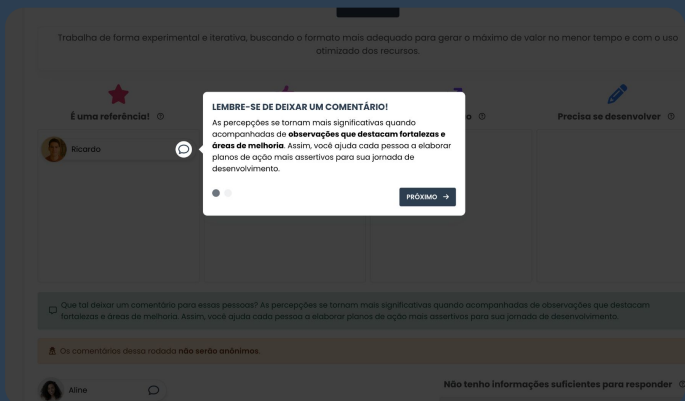 Trabalha de forma experimental e iterativa, buscando o formato mais adequado para gerar o máximo de valor no menor tempo e com o uso
otimizado dos recursos.
É uma referência!
Precisa se desenvolver
Ricardo
LEMBRE-SE DE DEIXAR UM COMENTÁRIO!
As percepções se tornam mais significativas quando
acompanhadas de observações que destacam fortalezas e
áreas de melhoria. Assim, você ajuda cada pessoa a elaborar
planos de ação mais assertivos para sua jornada de
desenvolvimento.
PRÓXIMO →
Que tal deixar um comentário para essas pessoas? As percepções se tornam mais significativas quando acompanhadas de observações que destacam
fortalezas e áreas de melhoria. Assim, você ajuda cada pessoa a elaborar planos de ação mais assertivos para sua jornada de desenvolvimento.
Os comentários dessa rodada não serão anônimos.
Aline
Não tenho informações suficientes para responder